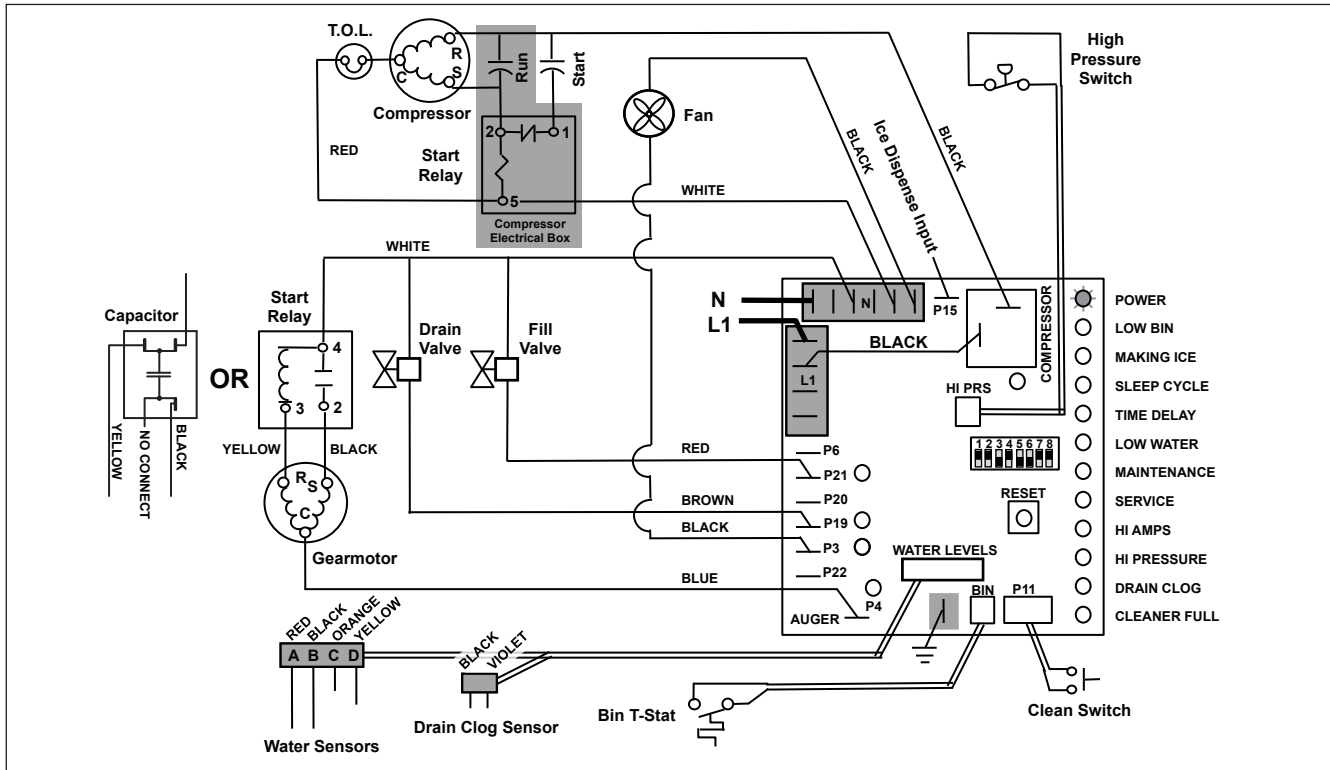 T.O.L.
R
S
C
Compressor
Run
Start
2
1
Start
Relay
5
Compressor
Electrical Box
RED
WHITE
Fan
BLACK
Ice Dispense Input
BLACK
High
Pressure
Switch
WHITE
Capacitor
YELLOW
NO CONNECT
BLACK
OR
Start
Relay
4
3
2
YELLOW
BLACK
R
S
C
Gearmotor
Drain
Valve
Fill
Valve
N
L1
N
P15
BLACK
L1
COMPRESSOR
HI PRS
1 2 3 4 5 6 7 8
RESET
RED
BROWN
BLACK
BLUE
P6
P21
P20
P19
P3
P22
P4
AUGER
WATER LEVELS
BIN
P11
POWER
LOW BIN
MAKING ICE
SLEEP CYCLE
TIME DELAY
LOW WATER
MAINTENANCE
SERVICE
HI AMPS
HI PRESSURE
DRAIN CLOG
CLEANER FULL
RED
BLACK
ORANGE
YELLOW
A B C D
Water Sensors
BLACK
VIOLET
Drain Clog Sensor
Bin T-Stat
Clean Switch